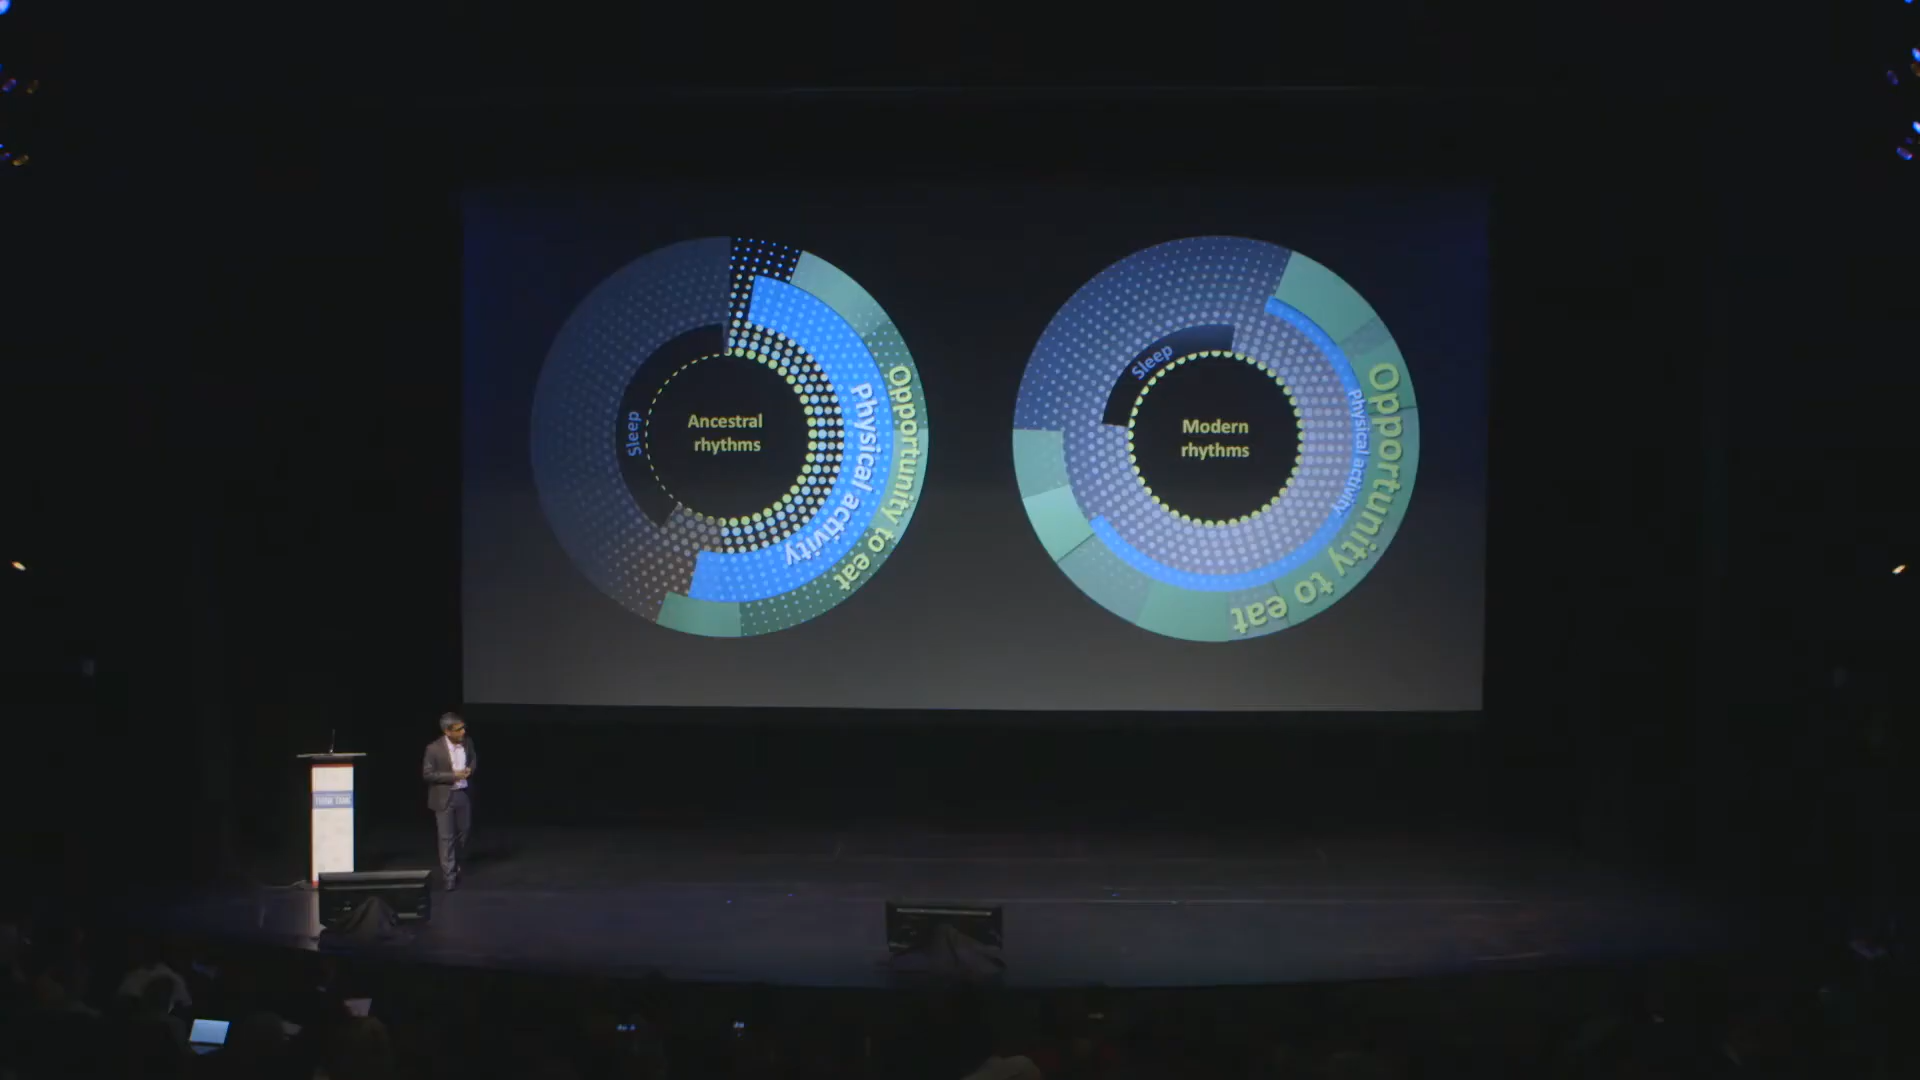 Ancestral
rhythms
Sleep
Physical activity
Opportunity to eat
Modern
rhythms
Sleep
Physical activity
Opportunity to eat